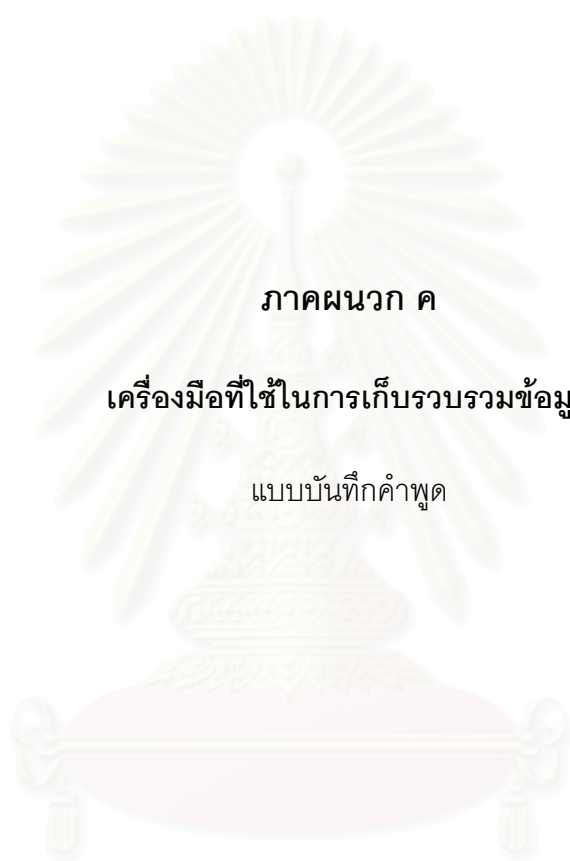 ภาคผนวก ค
เครื่องมือที่ใช้ในการเก็บรวบรวมข้อมู
แบบบันทึกคำพูด